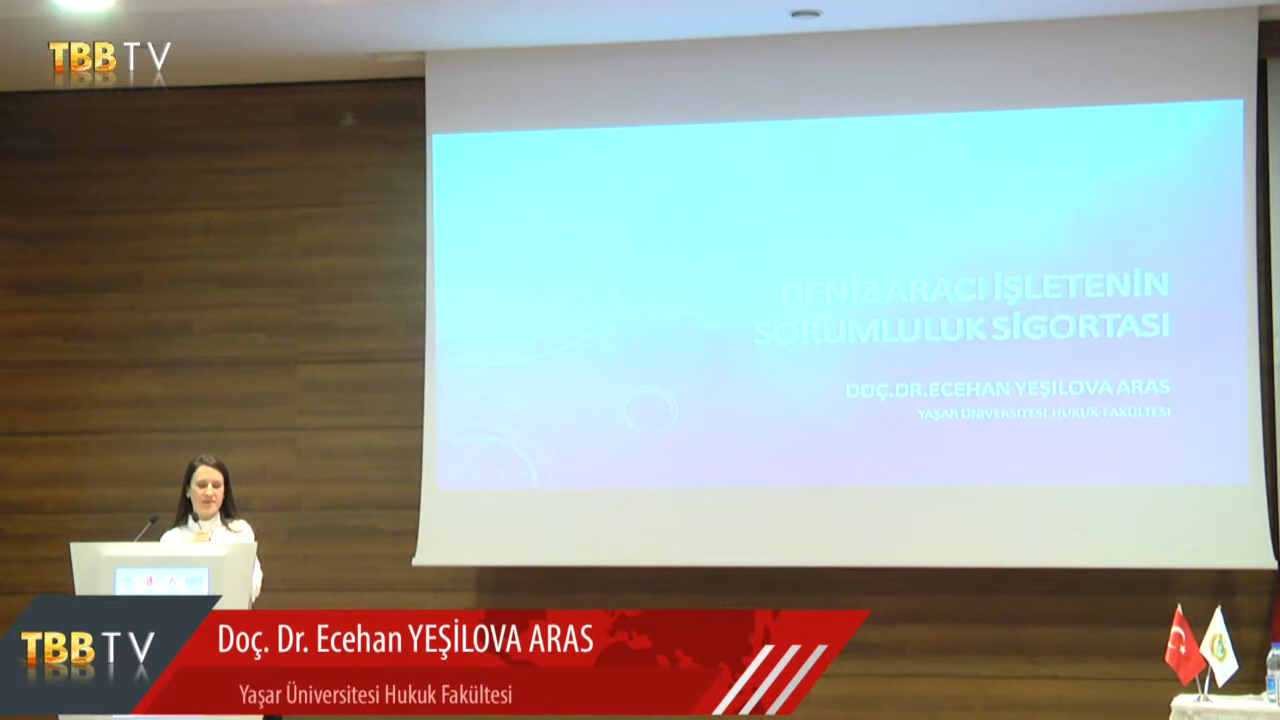 TBB TV
DENİZ ARACI İŞLETENİN
SORUMLULUK SİGORTASI
DOÇ.DR.ECEHAN YEŞİLOVA ARAS
YAŞAR ÜNİVERSİTESİ HUKUK FAKÜLTESİ
TBB TV
Doç. Dr. Ecehan YEŞİLOVA ARAS
Yaşar Üniversitesi Hukuk Fakültesi